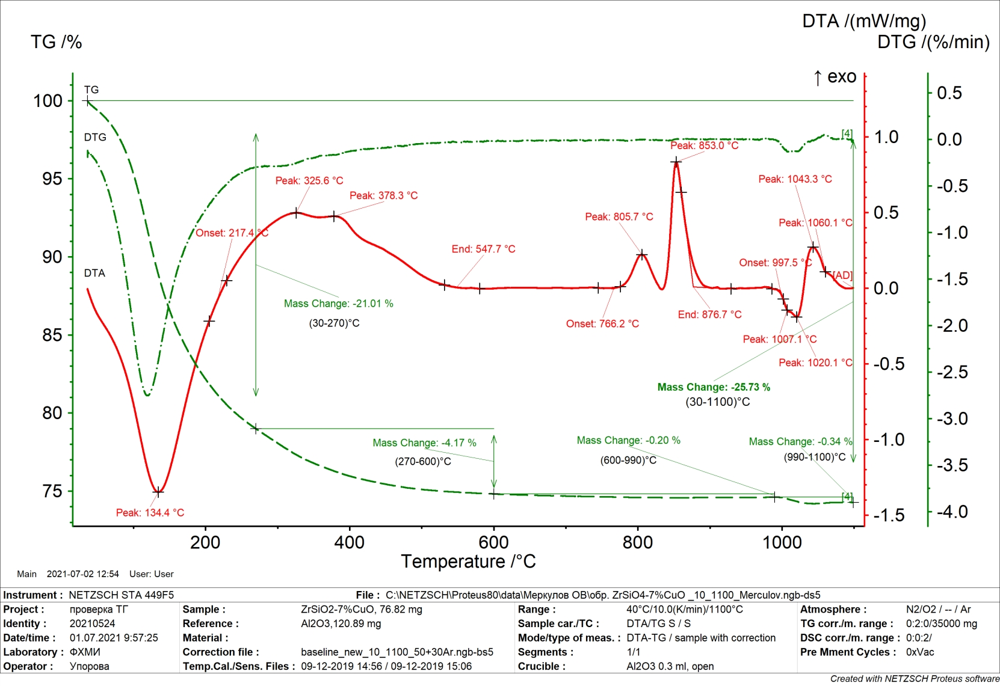 DTA /(mW/mg)
TG /%
DTG /(%/min)
↑ exo
TG
100
0.5
DTG
[4]
0.0
1.0
Peak: 853.0 °C
95
Peak: 325.6 °C
Peak: 1043.3 °C
-0.5
Peak: 378.3 °C
0.5
Peak: 805.7 °C
Peak: 1060.1 °C
-1.0
Onset: 217.4 °C
End: 547.7 °C
90
Onset: 997.5 °C
DTA
[AD]
-1.5
0.0
Mass Change: -21.01 %
(30-270)°C
End: 876.7 °C
Onset: 766.2 °C
-2.0
85
Peak: 1007.1 °C
-0.5
Peak: 1020.1 °C
-2.5
Mass Change: -25.73 %
(30-1100)°C
80
-3.0
Mass Change: -4.17 %
(270-600)°C
Mass Change: -0.20 %
(600-990)°C
Mass Change: -0.34 %
(990-1100)°C
-1.0
-3.5
75
[4]
Peak: 134.4 °C
-1.5
-4.0
200 400 600 800 1000
Temperature /°C
Main 2021-07-02 12:54 User: User
Instrument : NETZSCH STA 449F5 File : C:\NETZSCH\Proteus80\data\Меркулов ОВ\обр. ZrSiO4-7%CuO _10_1100_Merculov.ngb-ds5
Project : проверка ТГ Sample : ZrSiO2-7%CuO, 76.82 mg Range : 40°C/10.0(K/min)/1100°C Atmosphere : N2/O2 / -- / Ar
Identity : 20210524 Reference : Al2O3,120.89 mg Sample car./TC : DTA/TG S / S TG corr./m. range : 0:2:0/35000 mg
Date/time : 01.07.2021 9:57:25 Material : Mode/type of meas. : DTA-TG / sample with correction DSC corr./m. range : 0:0:2/
Laboratory : ФХМИ Correction file : baseline_new_10_1100_50+30Ar.ngb-bs5 Segments : 1/1 Pre Mment Cycles : 0xVac
Operator : Упорова Temp.Cal./Sens. Files : 09-12-2019 14:56 / 09-12-2019 15:06 Crucible : Al2O3 0.3 ml, open
Created with NETZSCH Proteus software